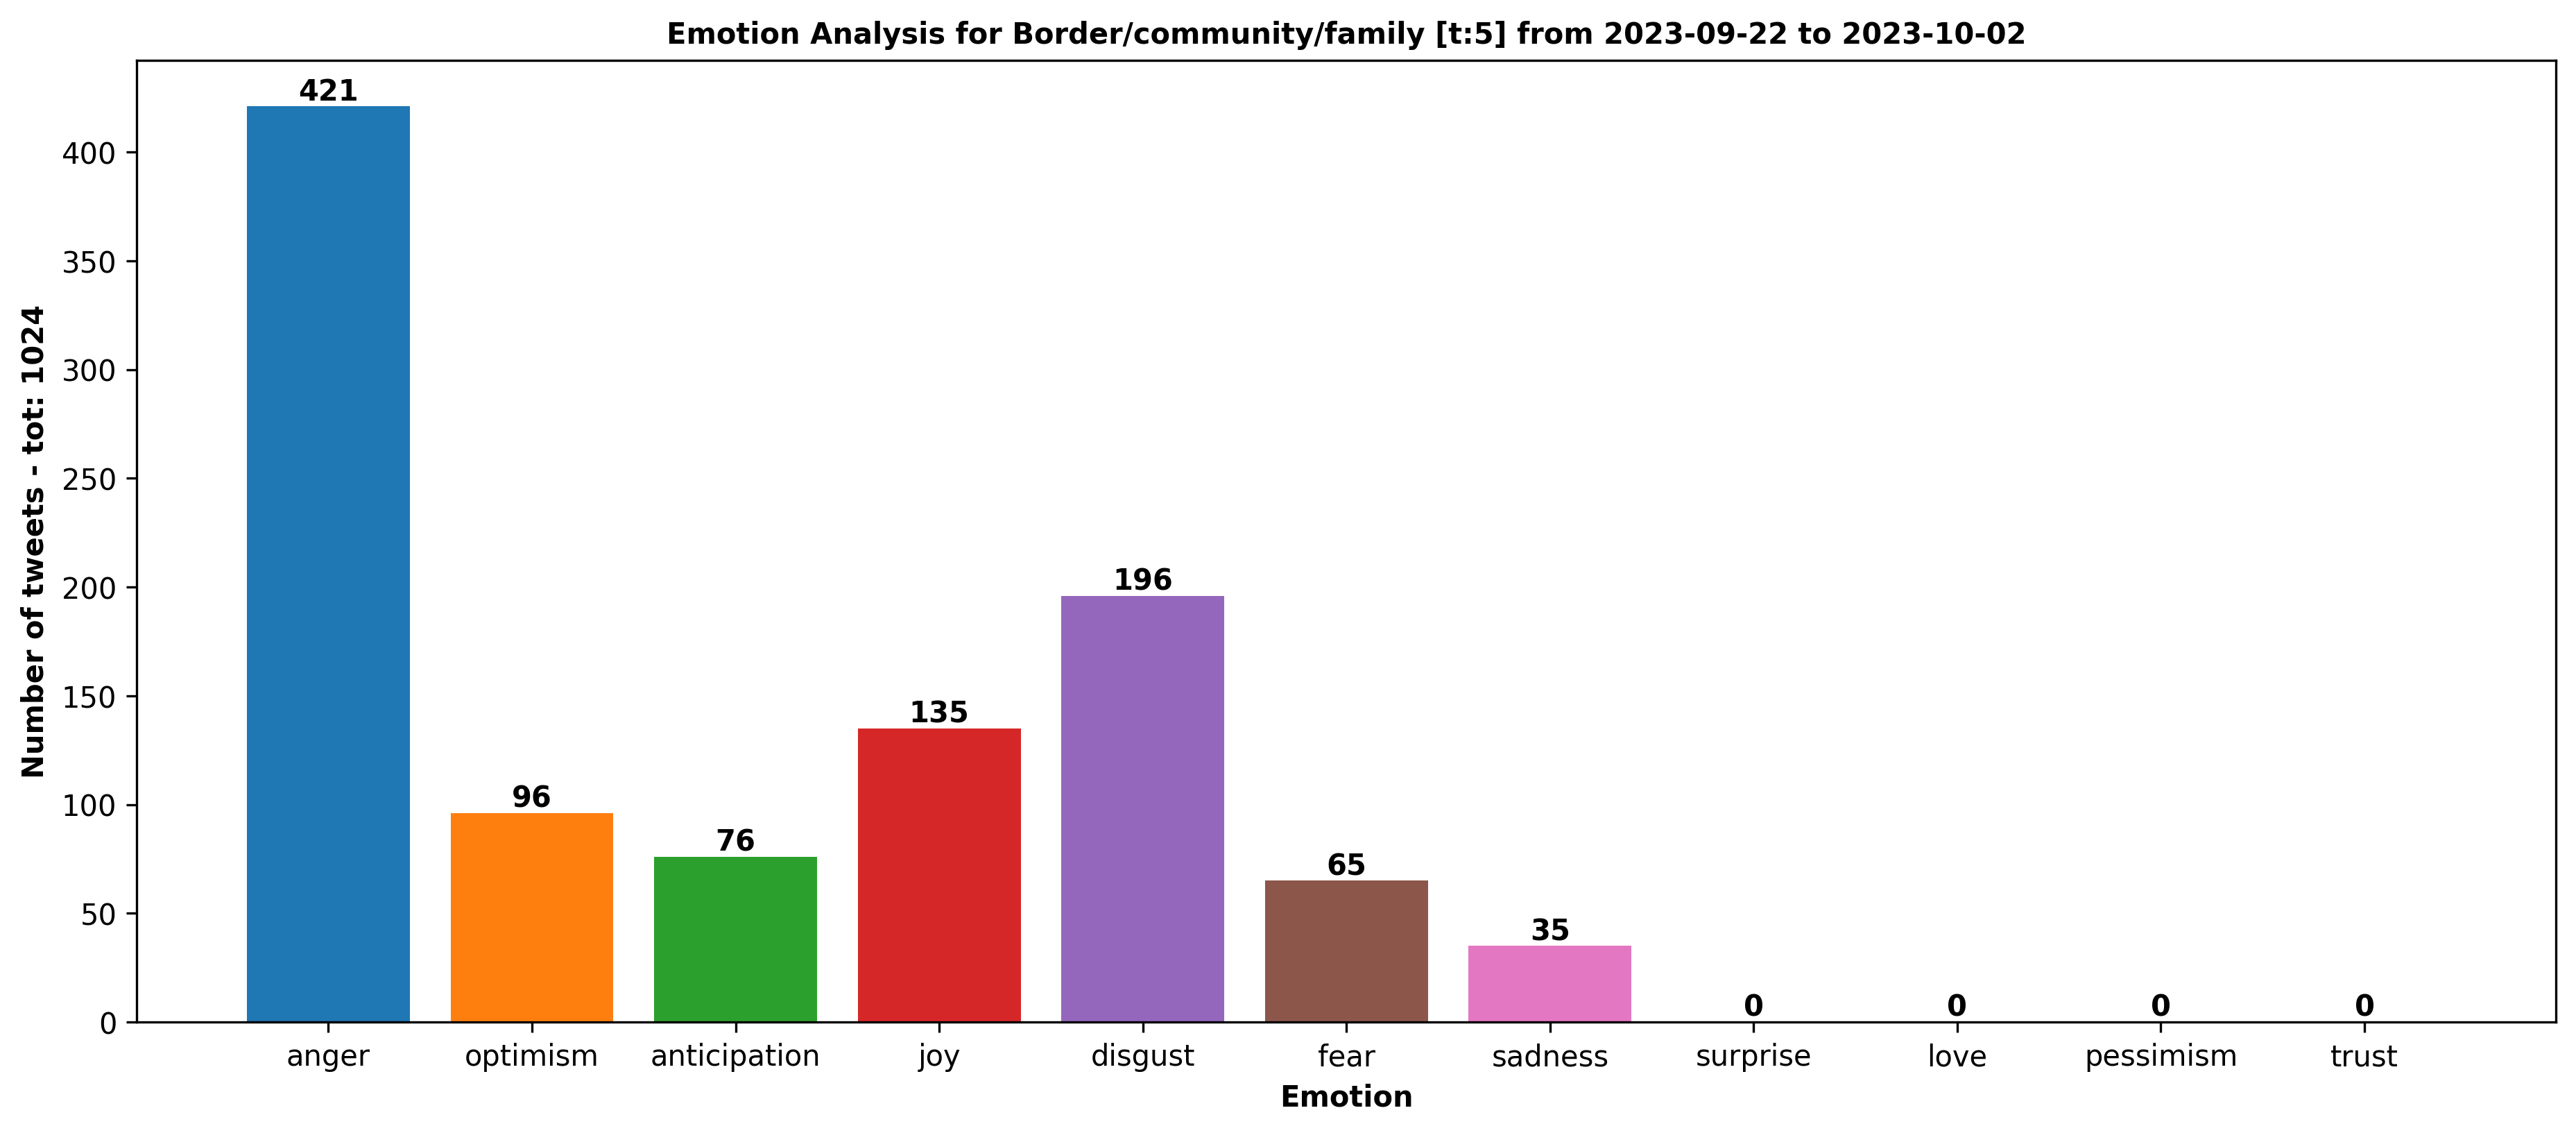 Emotion Analysis for Border/community/family [t:5] from 2023-09-22 to 2023-10-02
Number of tweets - tot: 1024
400
350
300
250
200
150
100
50
0
421
96
76
135
196
65
35
0
0
0
0
anger
optimism
anticipation
joy
disgust
fear
sadness
surprise
love
pessimism
trust
Emotion